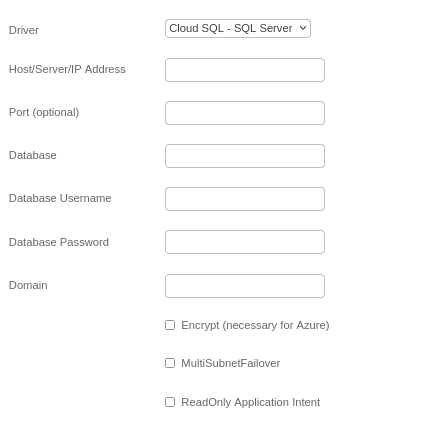 Driver
Cloud SQL - SQL Server
Host/Server/IP Address
Port (optional)
Database
Database Username
Database Password
Domain
Encrypt (necessary for Azure)
MultiSubnetFailover
ReadOnly Application Intent